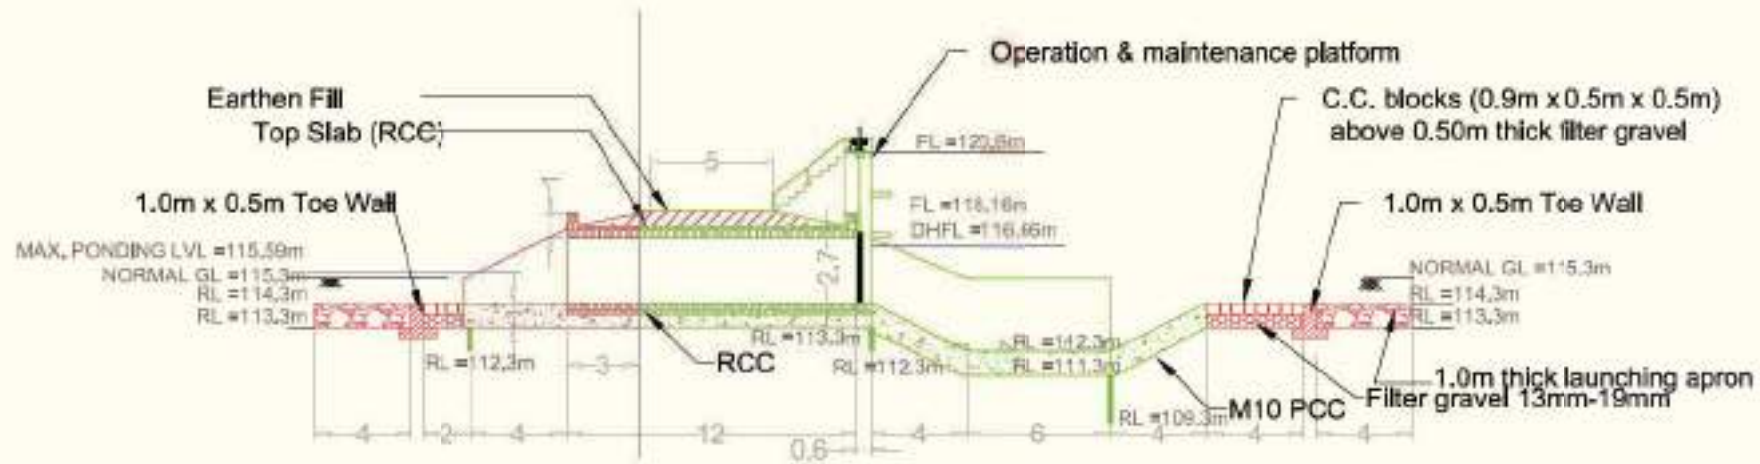 Operation & maintenance platform
Earthen Fill
Top Slab (RCC)
C.C. blocks (0.9m x 0.5m x 0.5m)
above 0.50m thick filter gravel
FL =120.6m
5
1.0m x 0.5m Toe Wall
FL =118.16m
DHFL =116.66m
1.0m x 0.5m Toe Wall
MAX. PONDING LVL =115.59m
NORMAL GL =115.3m
RL =114.3m
RL =113.3m
2.7
NORMAL GL =115.3m
RL =114.3m
RL =113.3m
RL =113.3m
RL =112.3m
RL =112.3m
RL =112.3m
RL =111.3m
RCC
3
1.0m thick launching apron
Filter gravel 13mm-19mm
M10 PCC
RL =109.3m
4
2
4
12
0.6
4
6
4
4
4